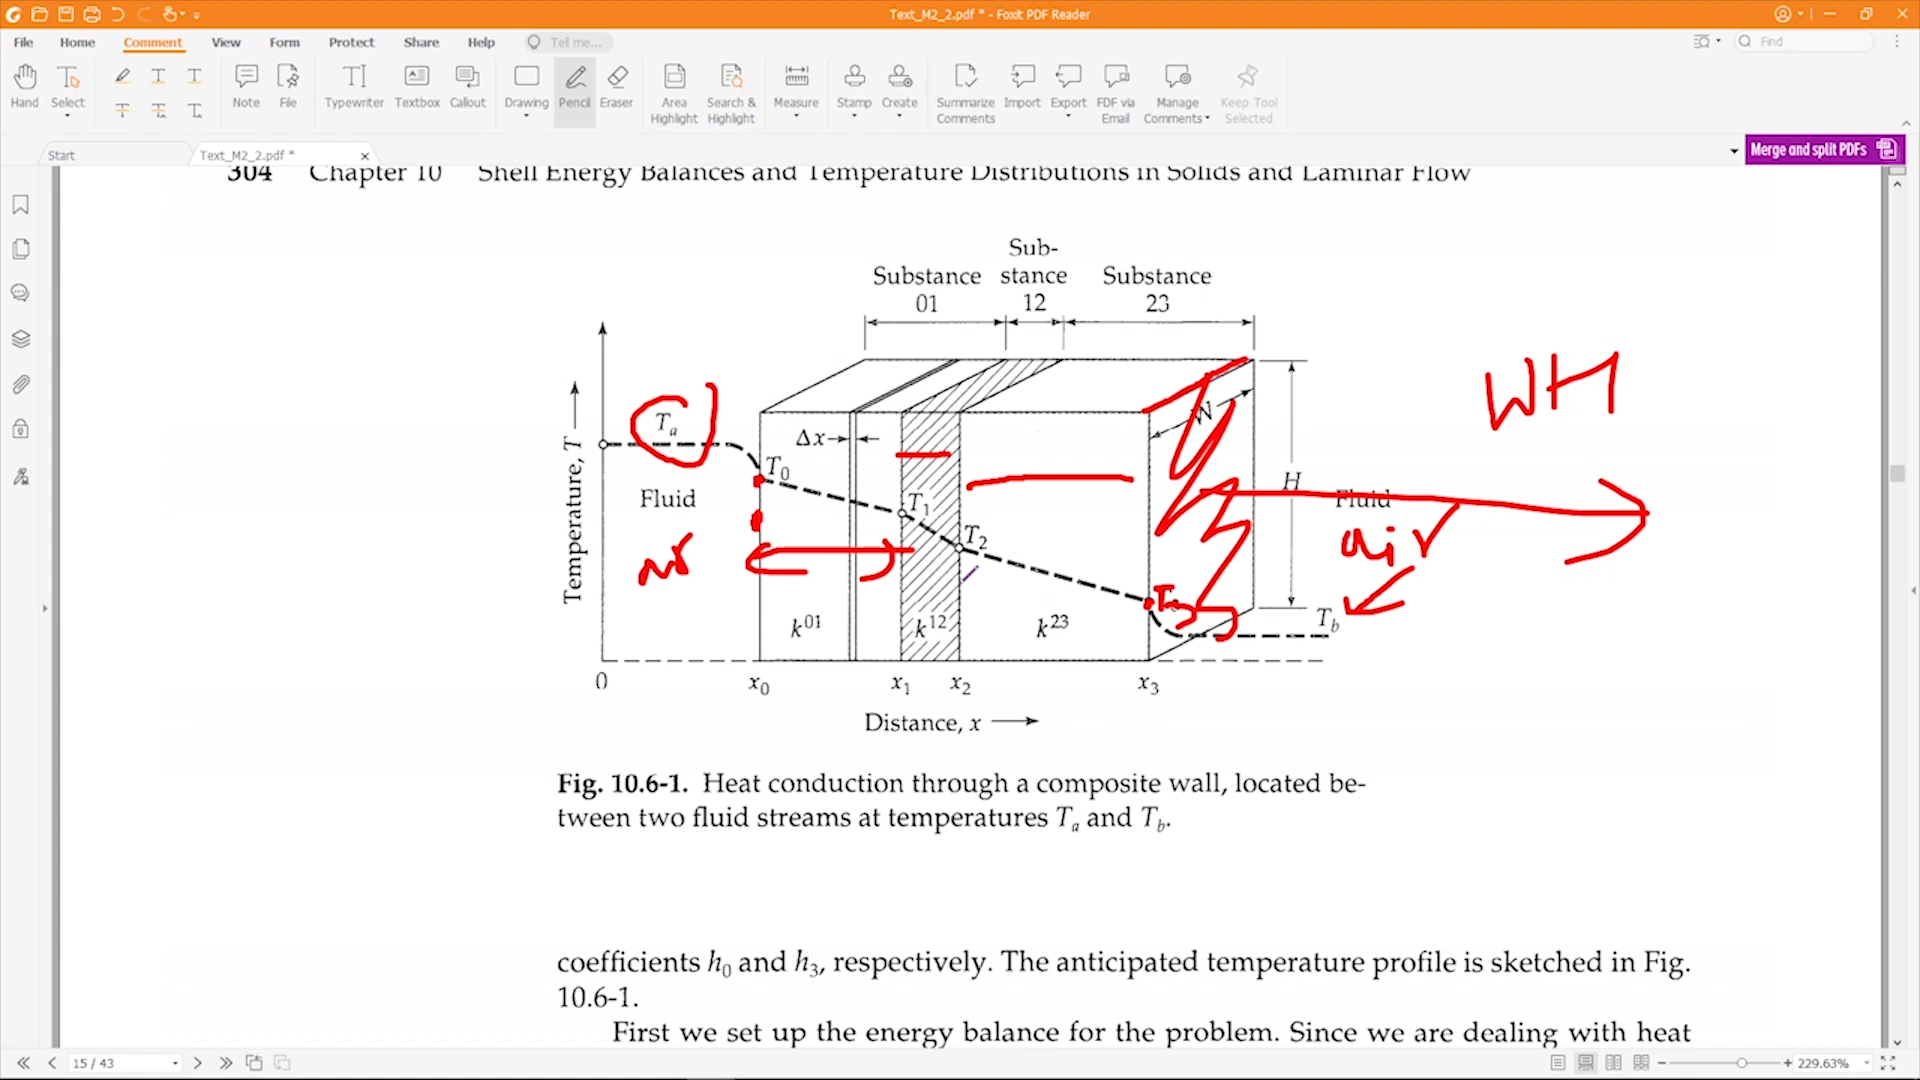 Text_M2_2.pdf * - Foxit PDF Reader
File Home Comment View Form Protect Share Help Tell me... Find
Hand Select Note File Typewriter Textbox Callout Drawing Pencil Eraser Area Highlight Search & Highlight Measure Stamp Create Summarize Comments Import Export FDF via Email Manage Comments Keep Tool Selected
Start Text_M2_2.pdf * Merge and split PDFs
304 Chapter 10 Shell Energy Balances and Temperature Distributions in Solids and Laminar Flow
Sub-
Substance stance Substance
01 12 23
WH
Ta
W
Δx
T0
H
Fluid T1 Fluid
T2 air
Temperature, T
T3
k01 k12 k23 Tb
0 x0 x1 x2 x3
Distance, x
Fig. 10.6-1. Heat conduction through a composite wall, located be-
tween two fluid streams at temperatures Ta and Tb.
coefficients h0 and h3, respectively. The anticipated temperature profile is sketched in Fig.
10.6-1.
First we set up the energy balance for the problem. Since we are dealing with heat
15 / 43 229.63%